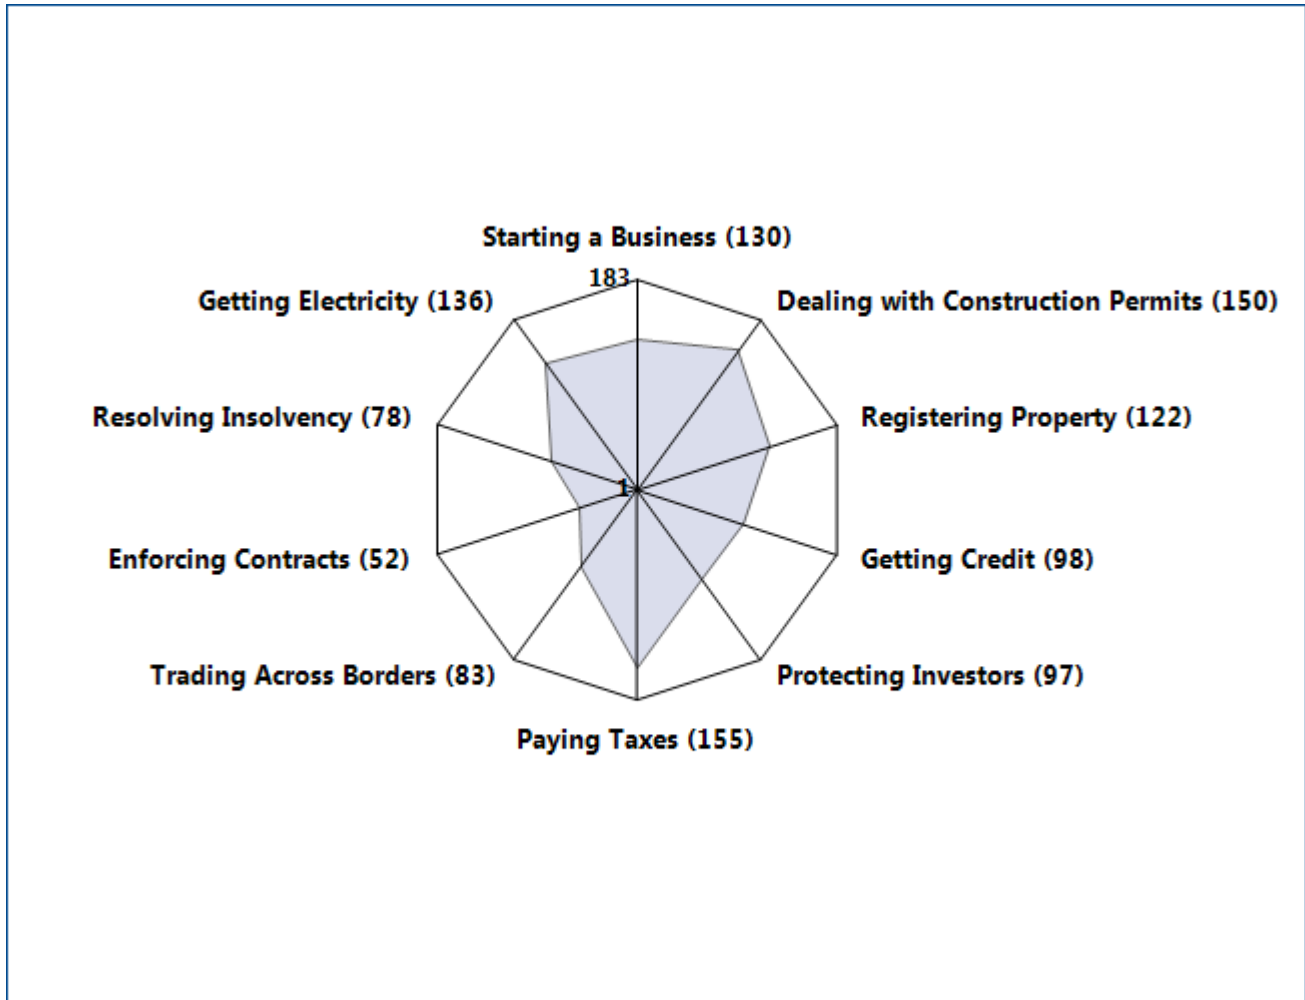 Starting a Business (130)
183
Getting Electricity (136)
Dealing with Construction Permits (150)
Resolving Insolvency (78)
Registering Property (122)
1
Enforcing Contracts (52)
Getting Credit (98)
Trading Across Borders (83)
Protecting Investors (97)
Paying Taxes (155)